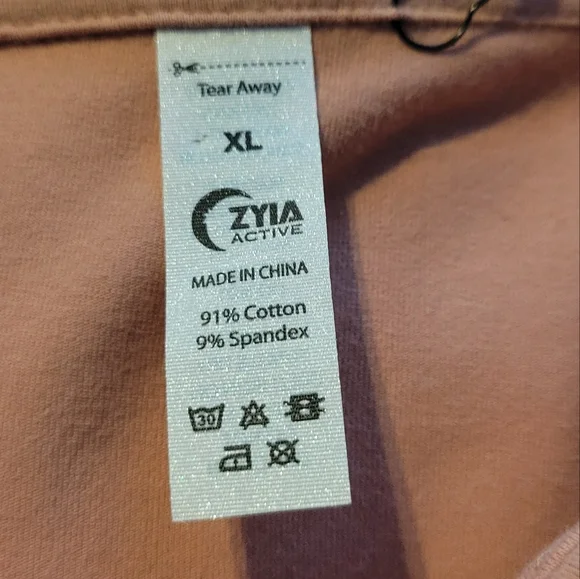 Tear Away
XL
ZYIA
ACTIVE
MADE IN CHINA
91% Cotton
9% Spandex
30